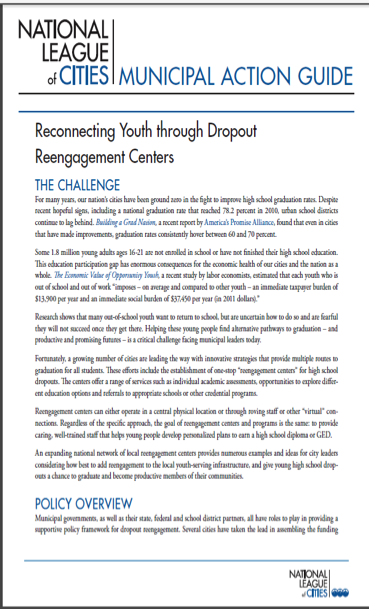 NATIONAL
LEAGUE
of CITIES MUNICIPAL ACTION GUIDE
Reconnecting Youth through Dropout
Reengagement Centers
THE CHALLENGE
For many years, our nation's cities have been ground zero in the fight to improve high school graduation rates. Despite
recent hopeful signs, including a national graduation rate that reached 78.2 percent in 2010, urban school districts
continue to lag behind. Building a Grad Nation, a recent report by America's Promise Alliance, found that even in cities
that have made improvements, graduation rates consistently hover between 60 and 70 percent.
Some 1.8 million young adults ages 16-21 are not enrolled in school or have not finished their high school education.
This education participation gap has enormous consequences for the economic health of our cities and the nation as a
whole. The Economic Value of Opportunity Youth, a recent study by labor economists, estimated that each youth who is
out of school and out of work "imposes – on average and compared to other youth – an immediate taxpayer burden of
$13,900 per year and an immediate social burden of $37,450 per year (in 2011 dollars)."
Research shows that many out-of-school youth want to return to school, but are uncertain how to do so and are fearful
they will not succeed once they get there. Helping these young people find alternative pathways to graduation – and
productive and promising futures – is a critical challenge facing municipal leaders today.
Fortunately, a growing number of cities are leading the way with innovative strategies that provide multiple routes to
graduation for all students. These efforts include the establishment of one-stop "reengagement centers" for high school
dropouts. The centers offer a range of services such as individual academic assessments, opportunities to explore differ-
ent education options and referrals to appropriate schools or other credential programs.
Reengagement centers can either operate in a central physical location or through roving staff or other "virtual" con-
nections. Regardless of the specific approach, the goal of reengagement centers and programs is the same: to provide
caring, well-trained staff that helps young people develop personalized plans to earn a high school diploma or GED.
An expanding national network of local reengagement centers provides numerous examples and ideas for city leaders
considering how best to add reengagement to the local youth-serving infrastructure, and give young high school drop-
outs a chance to graduate and become productive members of their communities.
POLICY OVERVIEW
Municipal governments, as well as their state, federal and school district partners, all have roles to play in providing a
supportive policy framework for dropout reengagement. Several cities have taken the lead in assembling the funding
NATIONAL
LEAGUE
of CITIES